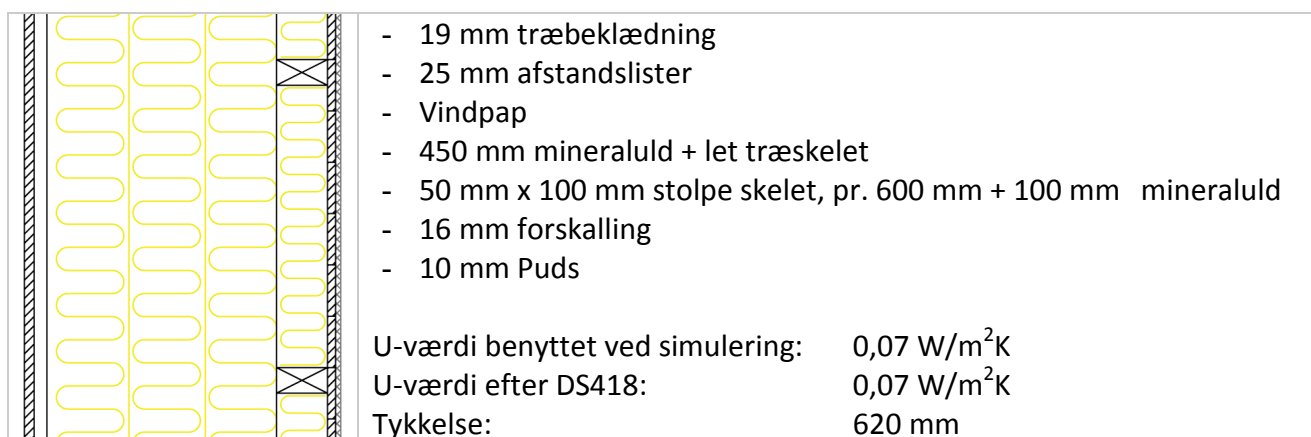 - 19 mm træbeklædning
- 25 mm afstandslister
- Vindpap
- 450 mm mineraluld + let træskelet
- 50 mm x 100 mm stolpe skelet, pr. 600 mm + 100 mm mineraluld
- 16 mm forskalling
- 10 mm Puds
U-værdi benyttet ved simulering: 0,07 W/m²K
U-værdi efter DS418: 0,07 W/m²K
Tykkelse: 620 mm